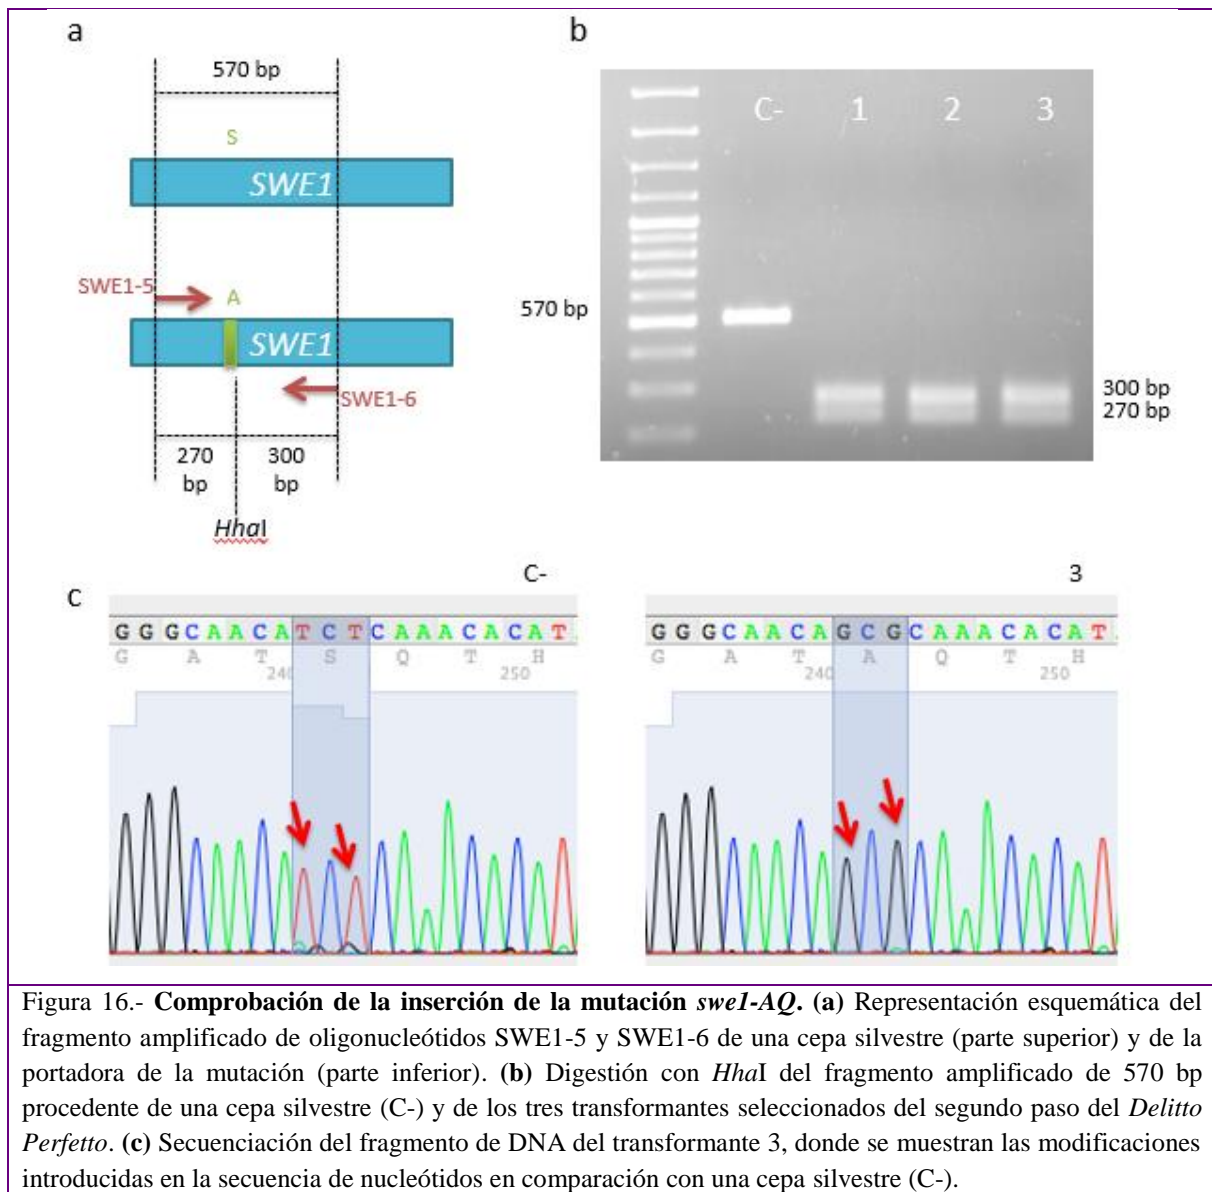 a
570 bp
S
SWE1
SWE1-5
A
SWE1
SWE1-6
270 bp
300 bp
HhaI
b
C- 1 2 3
570 bp
300 bp
270 bp
c
C-
G G G C A A C A T C T C A A A C A C A T
G A T S Q T H
240 250
3
G G G C A A C A G C G C A A A C A C A T
G A T A Q T H
240 250
Figura 16.- Comprobación de la inserción de la mutación swe1-AQ. (a) Representación esquemática del
fragmento amplificado de oligonucleótidos SWE1-5 y SWE1-6 de una cepa silvestre (parte superior) y de la
portadora de la mutación (parte inferior). (b) Digestión con HhaI del fragmento amplificado de 570 bp
procedente de una cepa silvestre (C-) y de los tres transformantes seleccionados del segundo paso del Delitto
Perfetto. (c) Secuenciación del fragmento de DNA del transformante 3, donde se muestran las modificaciones
introducidas en la secuencia de nucleótidos en comparación con una cepa silvestre (C-).